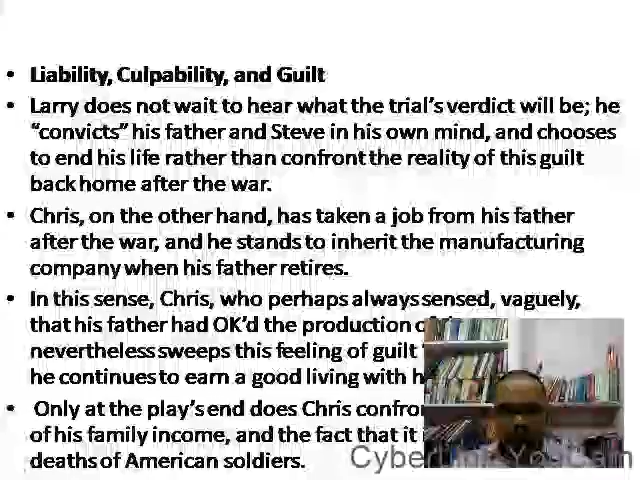 • Liability, Culpability, and Guilt
• Larry does not wait to hear what the trial's verdict will be; he
"convicts" his father and Steve in his own mind, and chooses
to end his life rather than confront the reality of this guilt
back home after the war.
• Chris, on the other hand, has taken a job from his father
after the war, and he stands to inherit the manufacturing
company when his father retires.
• In this sense, Chris, who perhaps always sensed, vaguely,
that his father had OK'd the production
nevertheless sweeps this feeling of guilt
he continues to earn a good living with
• Only at the play's end does Chris
of his family income, and the fact that it
deaths of American soldiers.
CyberLink YouCam